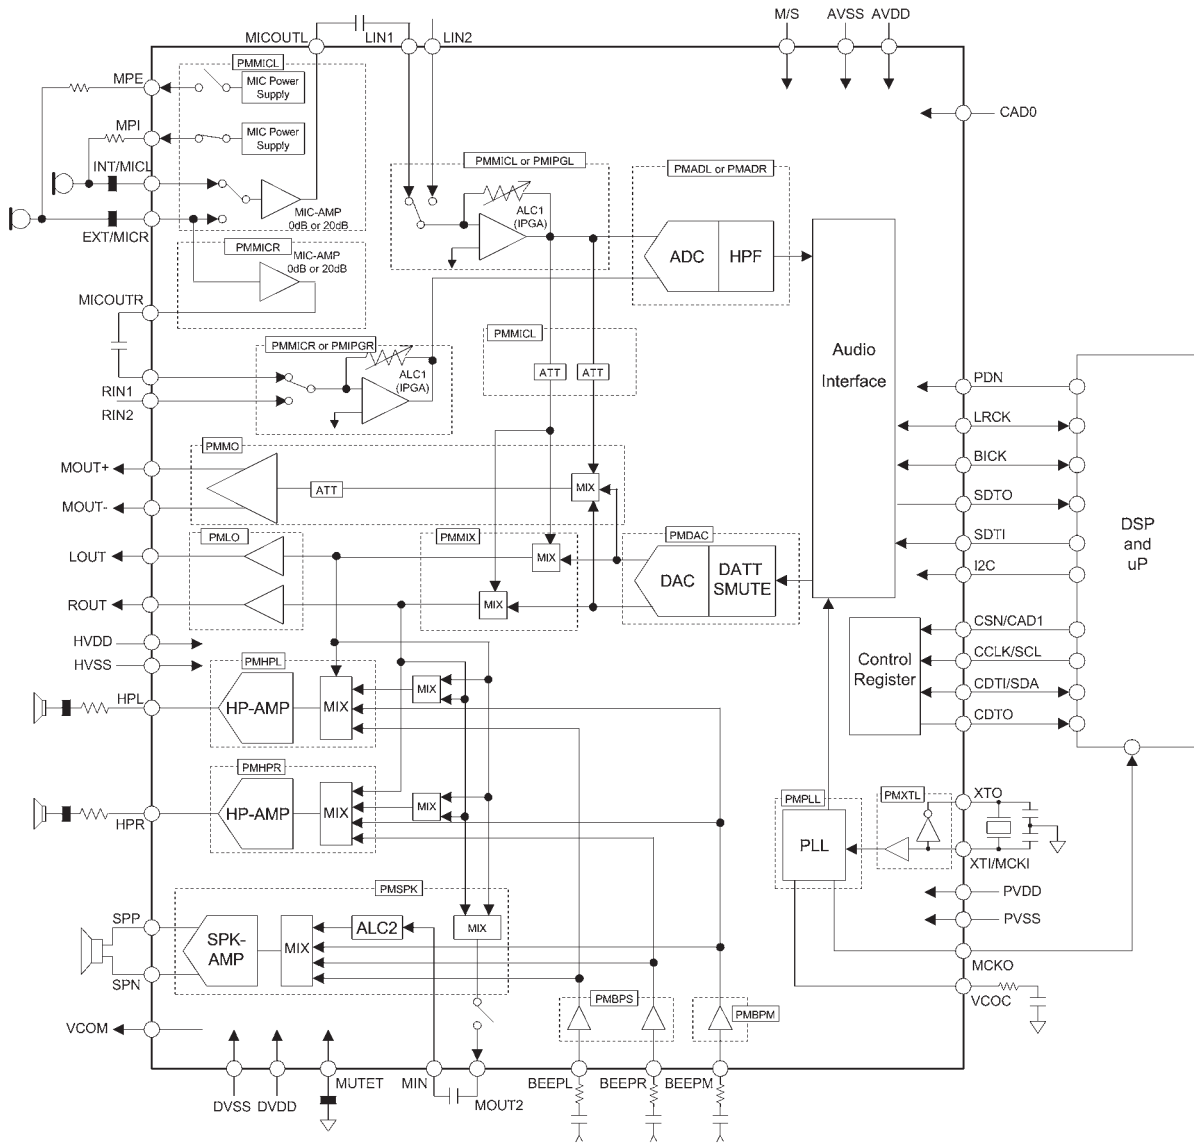 M/S
AVSS
AVDD
MICOUTL
LIN1
LIN2
MPE
PMMICL
MIC Power
Supply
CAD0
MPI
MIC Power
Supply
INT/MICL
PMMICL or PMIPGL
PMADL or PMADR
MIC-AMP
0dB or 20dB
ALC1
(IPGA)
EXT/MICR
PMMICR
MIC-AMP
0dB or 20dB
ADC
HPF
MICOUTR
PMMICL
PMMICR or PMIPGR
Audio
Interface
ATT
ATT
ALC1
(IPGA)
RIN1
RIN2
PDN
LRCK
PMMO
MOUT+
BICK
ATT
MIX
MOUT-
SDTO
DSP
and
uP
PMLO
PMMIX
PMDAC
SDTI
LOUT
MIX
DAC
DATT
SMUTE
I2C
ROUT
MIX
CSN/CAD1
HVDD
HVSS
CCLK/SCL
Control
Register
PMHPL
CDTI/SDA
HPL
HP-AMP
MIX
MIX
CDTO
PMHPR
PMPLL
PMXTL
XTO
HP-AMP
MIX
MIX
HPR
PLL
XTI/MCKI
PMSPK
PVDD
SPP
ALC2
MIX
PVSS
SPK-
AMP
MIX
MCKO
SPN
VCOC
PMBPS
PMBPM
VCOM
MUTET
MIN
BEEPL
BEEPR
BEEPM
DVSS
DVDD
MOUT2